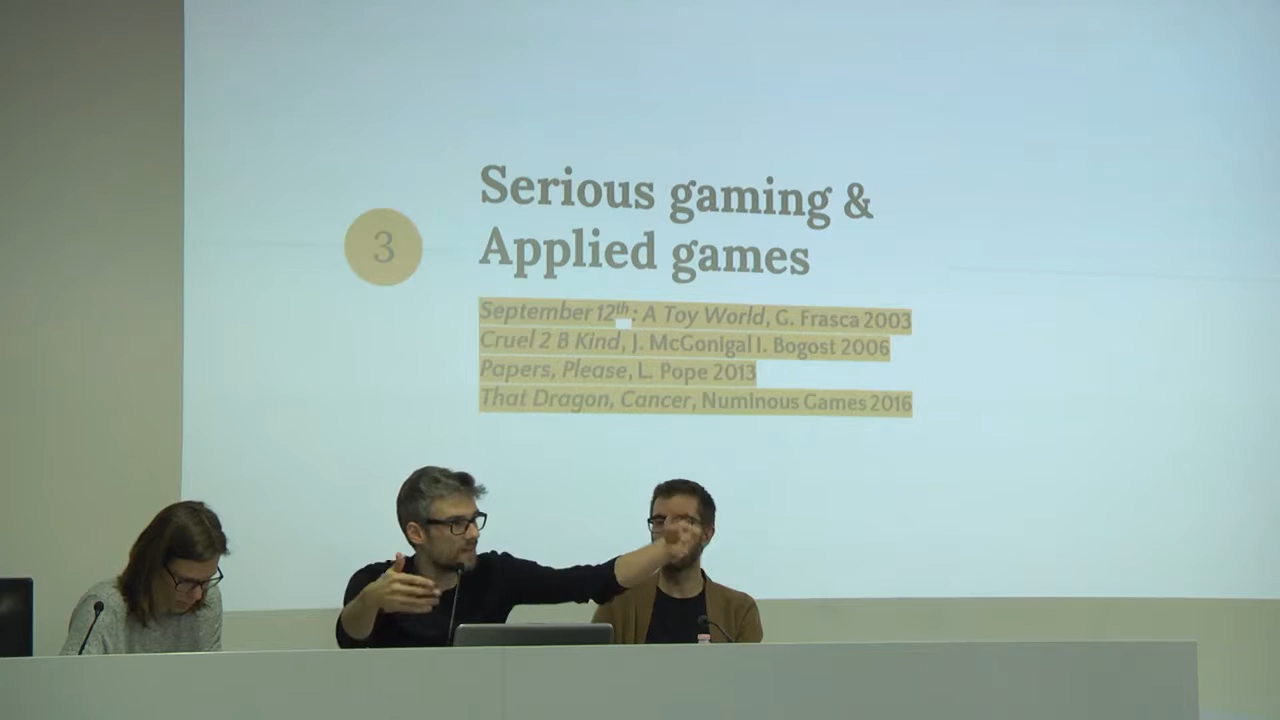 3
Serious gaming &
Applied games
September 12th: A Toy World, G. Frasca 2003
Cruel 2 B Kind, J. McGonigal I. Bogost 2006
Papers, Please, L. Pope 2013
That Dragon, Cancer, Numinous Games 2016